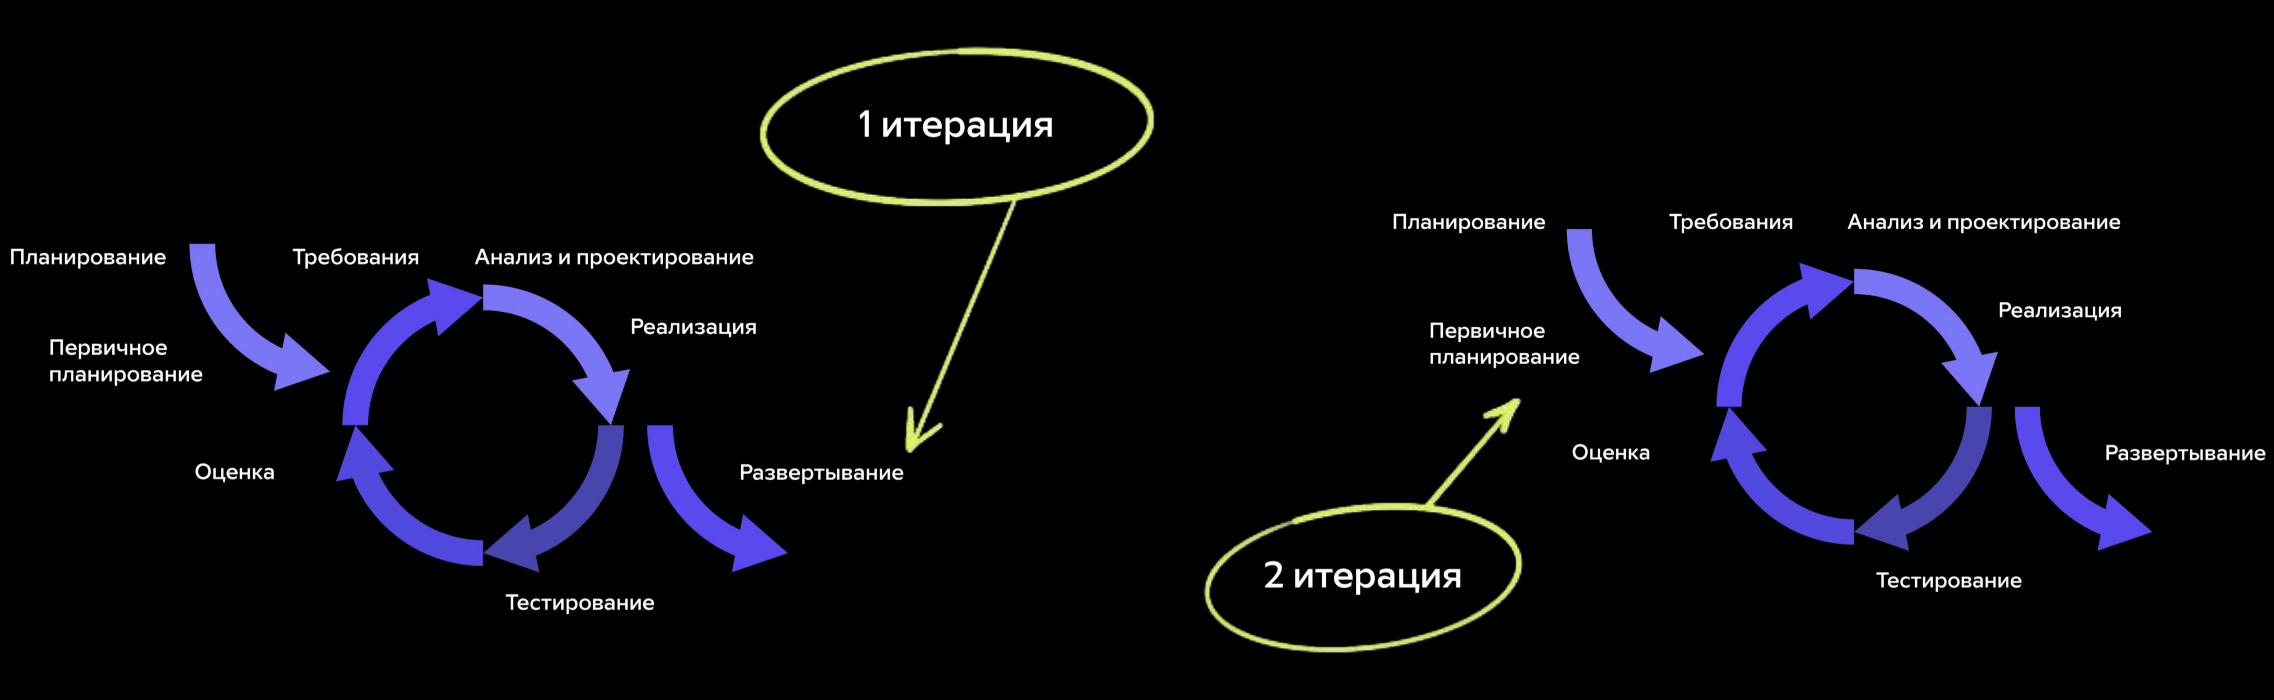 1 итерация
Планирование
Требования
Анализ и проектирование
Реализация
Первичное
планирование
Оценка
Развертывание
Тестирование
2 итерация
Планирование
Требования
Анализ и проектирование
Реализация
Первичное
планирование
Оценка
Развертывание
Тестирование